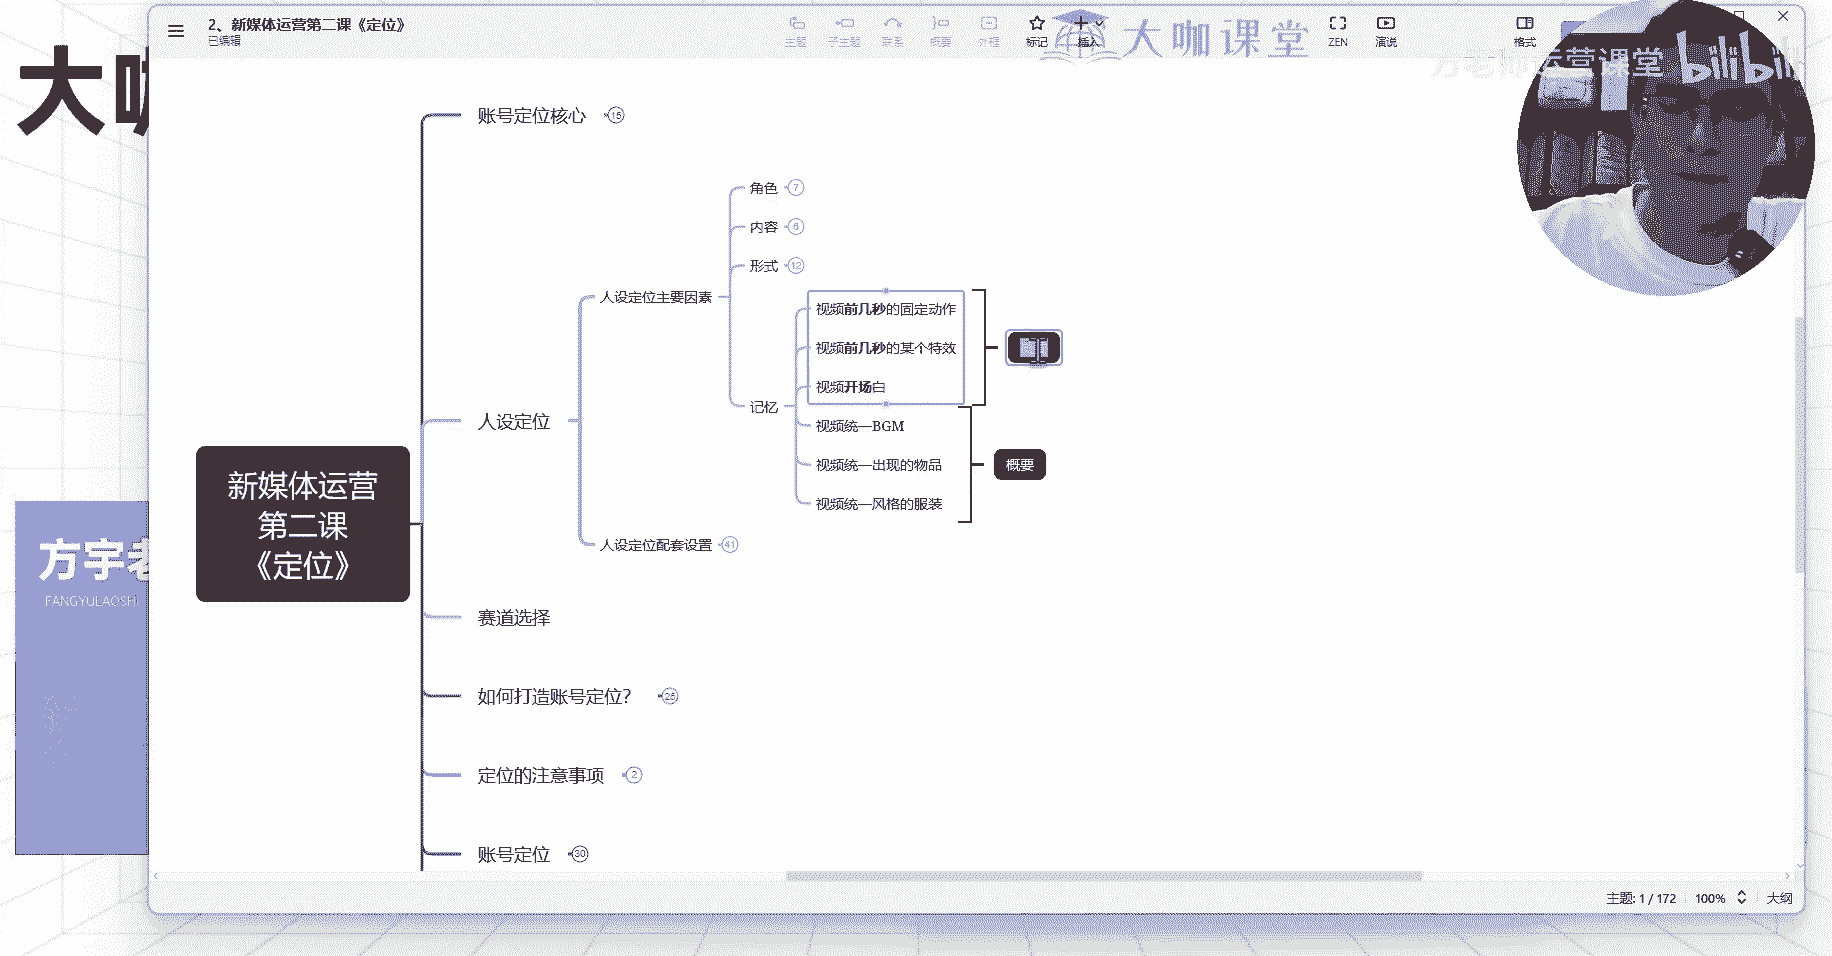 2、新媒体运营第二课《定位》
已编辑
主题
子主题
联系
概要
外框
标记
插入
大咖课堂
ZEN
演说
格式
方老师运营课堂 bilibili
大咖
账号定位核心 15
角色 7
内容 6
形式 12
人设定位主要因素
视频前几秒的固定动作
视频前几秒的某个特效
视频开场白
记忆
视频统一BGM
人设定位
视频统一出现的物品
概要
视频统一风格的服装
新媒体运营
第二课
《定位》
人设定位配套设置 41
方宇老
FANGYULAOSHI
赛道选择
如何打造账号定位? 25
定位的注意事项 2
账号定位 30
主题: 1 / 172
100%
大纲